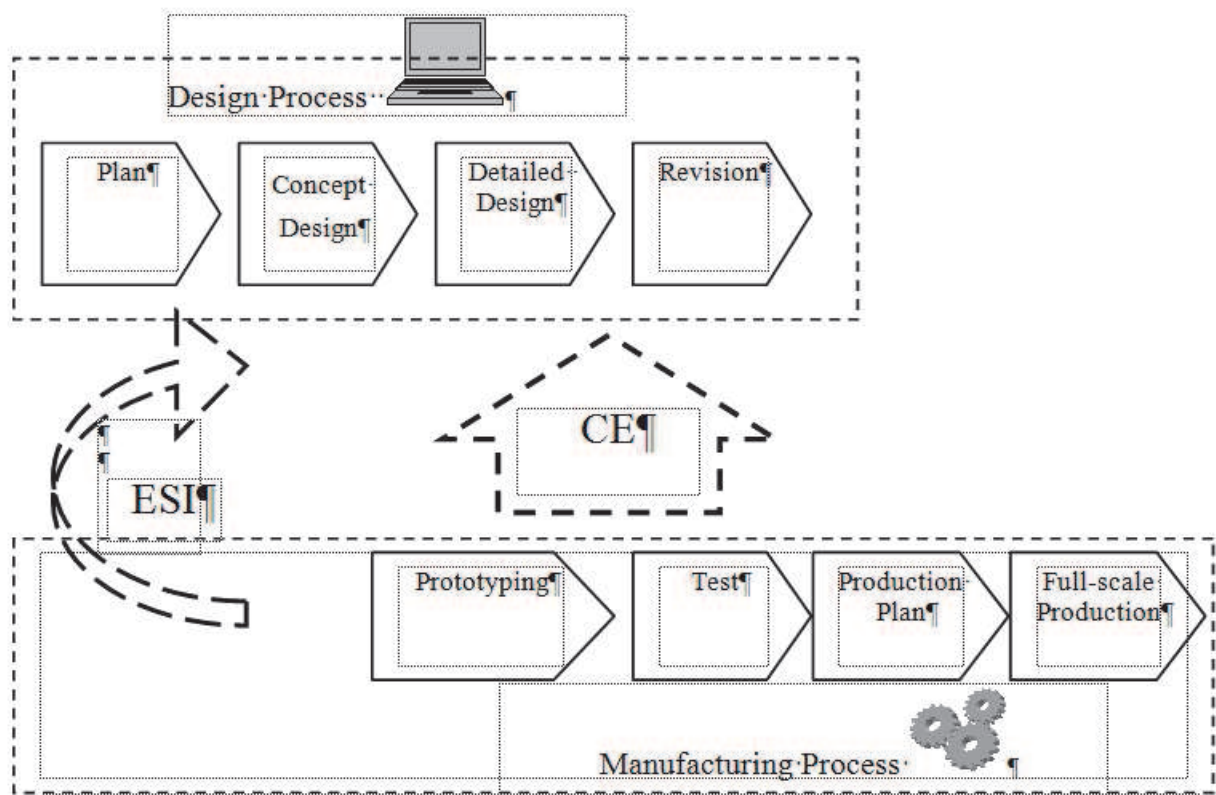 Design·Process··¶
Plan¶
Concept·
Design¶
Detailed··
Design¶
Revision¶
¶
¶
ESI¶
CE¶
Prototyping¶
Test¶
Production·
Plan¶
Full-scale·
Production¶
Manufacturing·Process· ¶